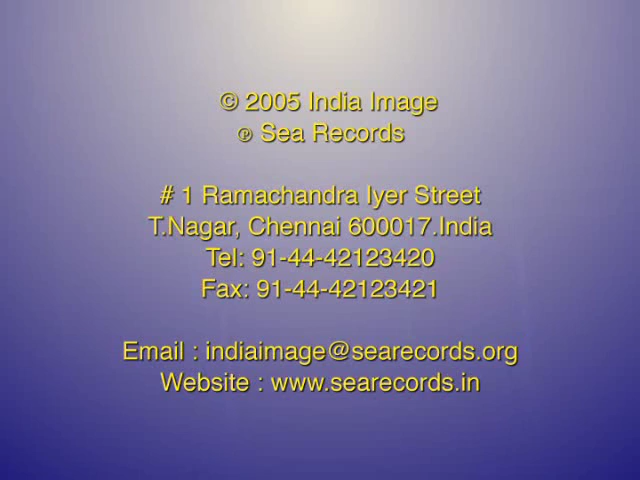 © 2005 India Image
℗ Sea Records
# 1 Ramachandra Iyer Street
T.Nagar, Chennai 600017.India
Tel: 91-44-42123420
Fax: 91-44-42123421
Email : indiaimage@searecords.org
Website : www.searecords.in